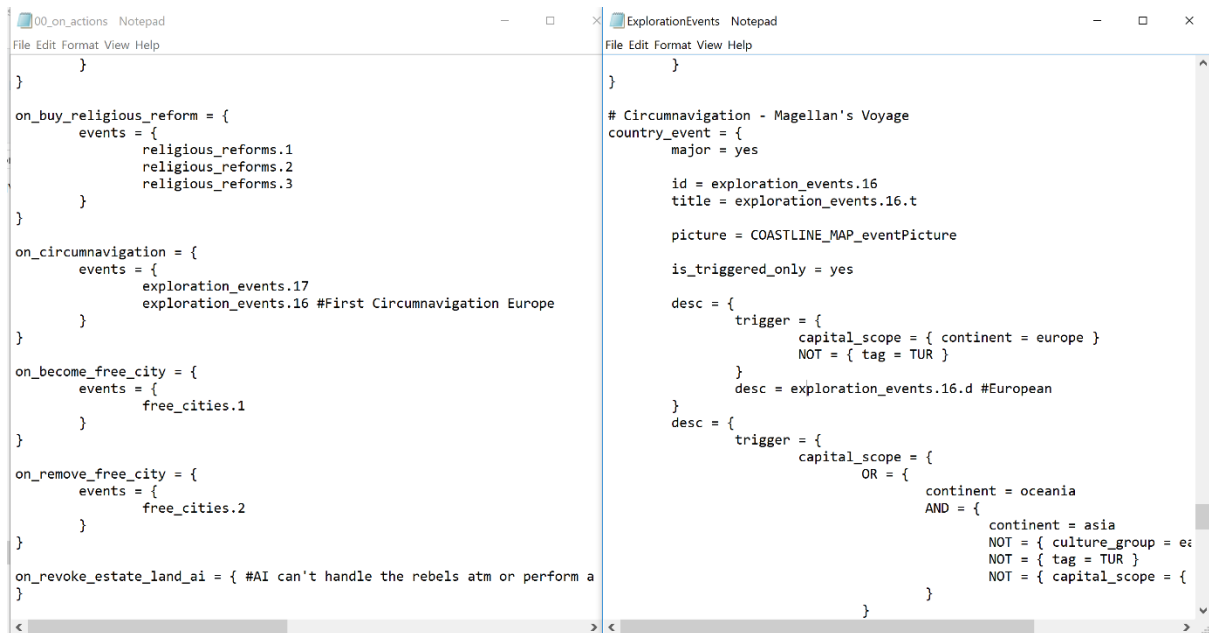 00_on_actions Notepad
File Edit Format View Help
}
}
on_buy_religious_reform = {
events = {
religious_reforms.1
religious_reforms.2
religious_reforms.3
}
}
on_circumnavigation = {
events = {
exploration_events.17
exploration_events.16 #First Circumnavigation Europe
}
}
on_become_free_city = {
events = {
free_cities.1
}
}
on_remove_free_city = {
events = {
free_cities.2
}
}
on_revoke_estate_land_ai = { #AI can't handle the rebels atm or perform a
}
ExplorationEvents Notepad
File Edit Format View Help
}
}
# Circumnavigation - Magellan's Voyage
country_event = {
major = yes
id = exploration_events.16
title = exploration_events.16.t
picture = COASTLINE_MAP_eventPicture
is_triggered_only = yes
desc = {
trigger = {
capital_scope = { continent = europe }
NOT = { tag = TUR }
}
desc = exploration_events.16.d #European
}
desc = {
trigger = {
capital_scope = {
OR = {
continent = oceania
AND = {
continent = asia
NOT = { culture_group = ea
NOT = { tag = TUR }
NOT = { capital_scope = {
}
}